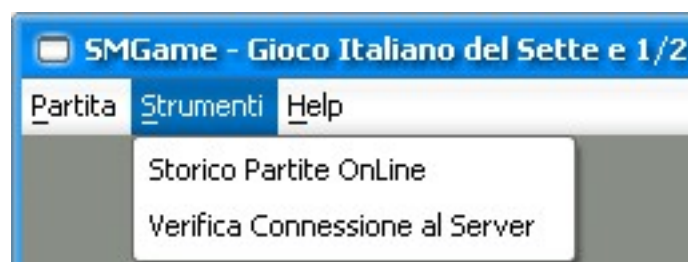 SMGame - Gioco Italiano del Sette e 1/2
Partita Strumenti Help
Storico Partite OnLine
Verifica Connessione al Server